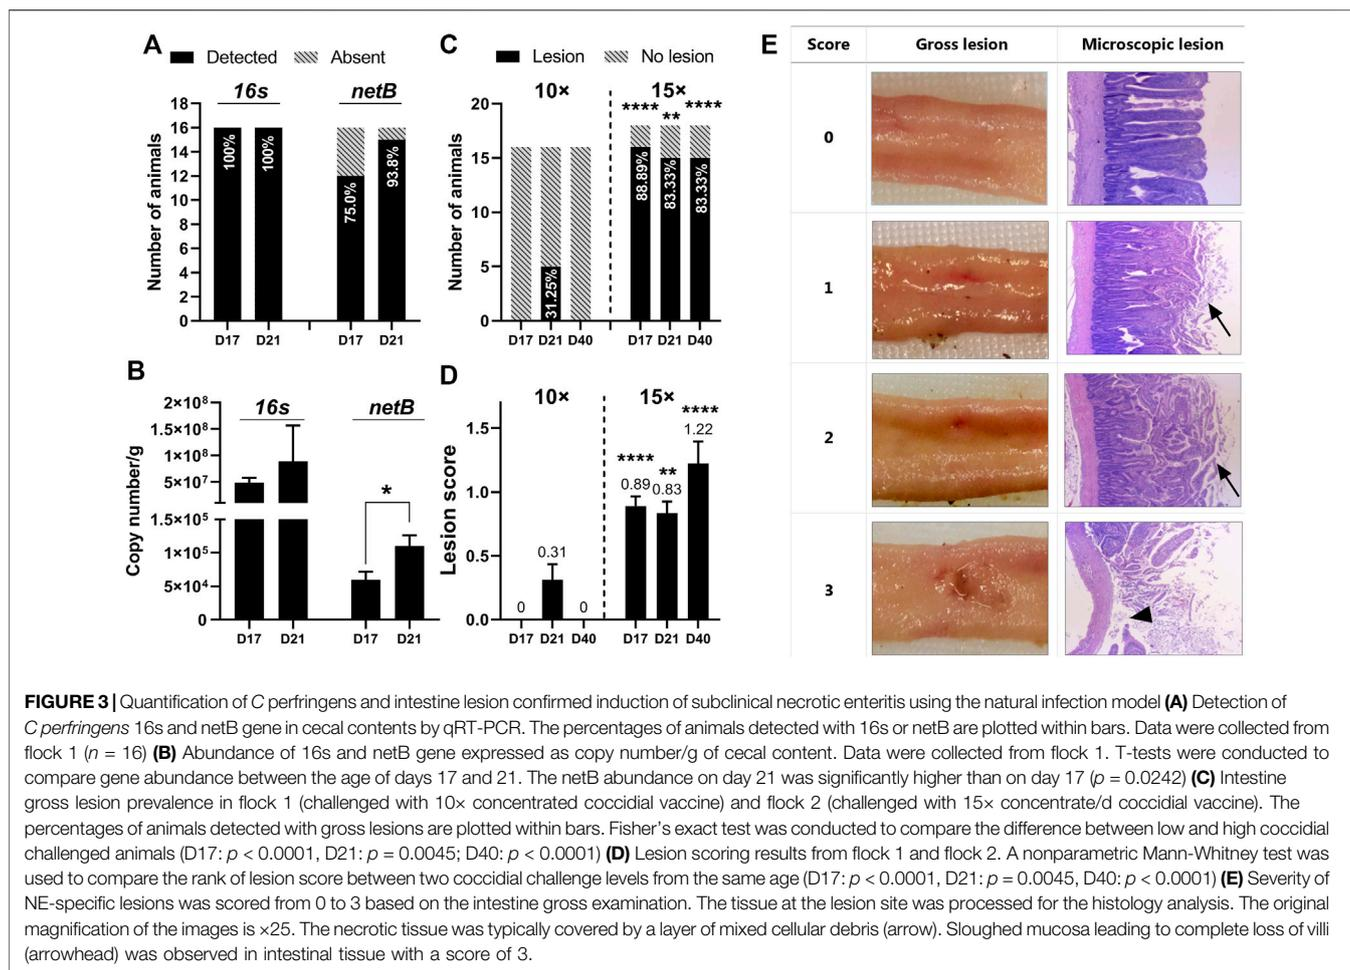 A
Detected Absent
16s netB
Number of animals
18
16
14
12
10
8
6
4
2
0
100%
100%
75.0%
93.8%
D17 D21 D17 D21
C
Lesion No lesion
10× 15×
**** ** ****
Number of animals
20
15
10
5
0
31.25%
88.89%
83.33%
83.33%
D17 D21 D40 D17 D21 D40
B
16s netB
Copy number/g
2×10⁸
1.5×10⁸
1×10⁸
5×10⁷
1.5×10⁵
1×10⁵
5×10⁴
0
*
D17 D21 D17 D21
D
10× 15×
Lesion score
1.5
1.0
0.5
0.0
0 0.31 0
**** ** ****
0.89 0.83 1.22
D17 D21 D40 D17 D21 D40
E
Score Gross lesion Microscopic lesion
0
1
2
3
FIGURE 3 | Quantification of C perfringens and intestine lesion confirmed induction of subclinical necrotic enteritis using the natural infection model (A) Detection of
C perfringens 16s and netB gene in cecal contents by qRT-PCR. The percentages of animals detected with 16s or netB are plotted within bars. Data were collected from
flock 1 (n = 16) (B) Abundance of 16s and netB gene expressed as copy number/g of cecal content. Data were collected from flock 1. T-tests were conducted to
compare gene abundance between the age of days 17 and 21. The netB abundance on day 21 was significantly higher than on day 17 (p = 0.0242) (C) Intestine
gross lesion prevalence in flock 1 (challenged with 10× concentrated coccidial vaccine) and flock 2 (challenged with 15× concentrate/d coccidial vaccine). The
percentages of animals detected with gross lesions are plotted within bars. Fisher's exact test was conducted to compare the difference between low and high coccidial
challenged animals (D17: p < 0.0001, D21: p = 0.0045; D40: p < 0.0001) (D) Lesion scoring results from flock 1 and flock 2. A nonparametric Mann-Whitney test was
used to compare the rank of lesion score between two coccidial challenge levels from the same age (D17: p < 0.0001, D21: p = 0.0045, D40: p < 0.0001) (E) Severity of
NE-specific lesions was scored from 0 to 3 based on the intestine gross examination. The tissue at the lesion site was processed for the histology analysis. The original
magnification of the images is ×25. The necrotic tissue was typically covered by a layer of mixed cellular debris (arrow). Sloughed mucosa leading to complete loss of villi
(arrowhead) was observed in intestinal tissue with a score of 3.